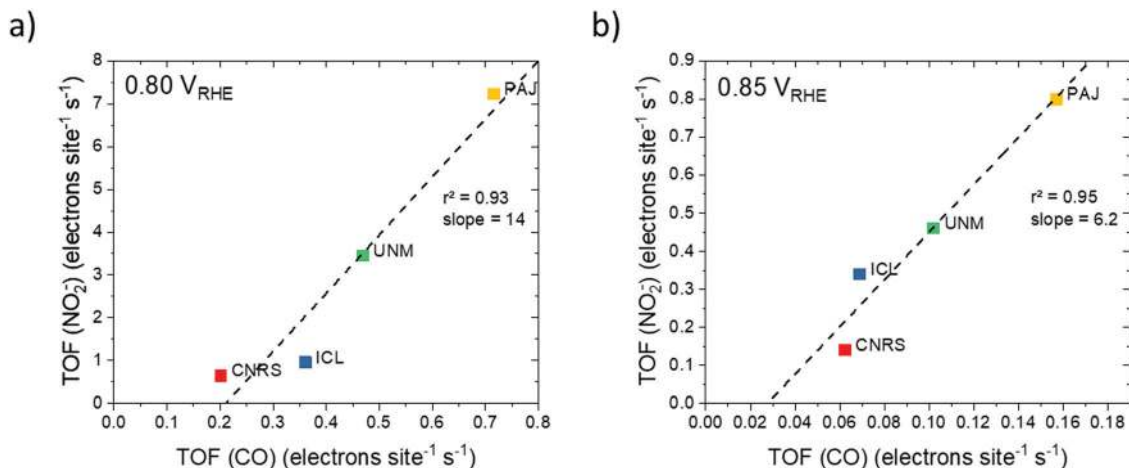 a)
0.80 VRHE
8
7
6
5
4
3
2
1
0
TOF (NO2-) (electrons site-1 s-1)
PAJ
r² = 0.93
slope = 14
UNM
ICL
CNRS
0.0 0.1 0.2 0.3 0.4 0.5 0.6 0.7 0.8
TOF (CO) (electrons site-1 s-1)
b)
0.85 VRHE
0.9
0.8
0.7
0.6
0.5
0.4
0.3
0.2
0.1
0.0
TOF (NO2-) (electrons site-1 s-1)
PAJ
r² = 0.95
slope = 6.2
UNM
ICL
CNRS
0.00 0.02 0.04 0.06 0.08 0.10 0.12 0.14 0.16 0.18
TOF (CO) (electrons site-1 s-1)